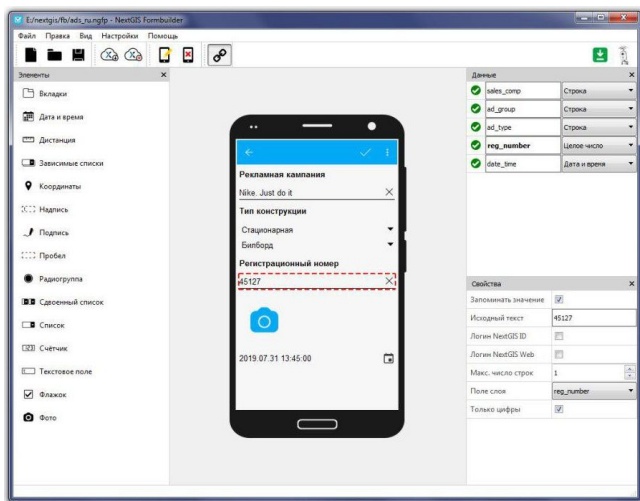 E:/nextgis/fb/ads_ru.ngfp - NextGIS Formbuilder
Файл Правка Вид Настройки Помощь
Элементы
Вкладки
Дата и время
Дистанция
Зависимые списки
Координаты
Надпись
Подпись
Пробел
Радиогруппа
Сдвоенный список
Список
Счётчик
Текстовое поле
Флажок
Фото
Рекламная кампания
Nike. Just do it
Тип конструкции
Стационарная
Билборд
Регистрационный номер
45127
2019.07.31 13:45:00
Данные
sales_comp Строка
ad_group Строка
ad_type Строка
reg_number Целое число
date_time Дата и время
Свойства
Запоминать значение
Исходный текст 45127
Логин NextGIS ID
Логин NextGIS Web
Макс. число строк 1
Поле слоя reg_number
Только цифры